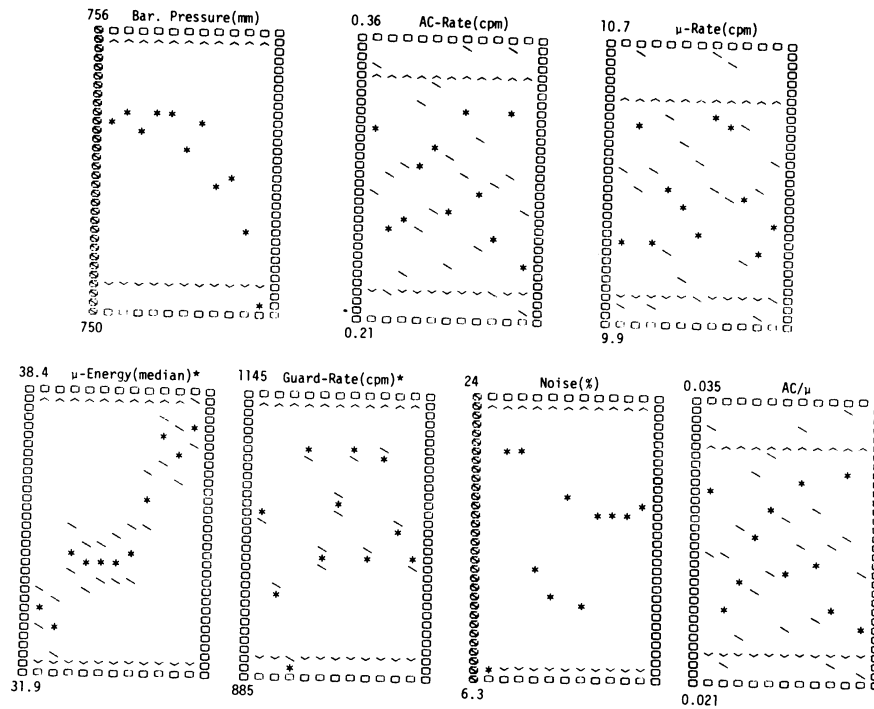 756 Bar. Pressure(mm)
750
0.36 AC-Rate(cpm)
0.21
10.7 μ-Rate(cpm)
9.9
38.4 μ-Energy(median)*
31.9
1145 Guard-Rate(cpm)*
885
24 Noise(%)
6.3
0.035 AC/μ
0.021